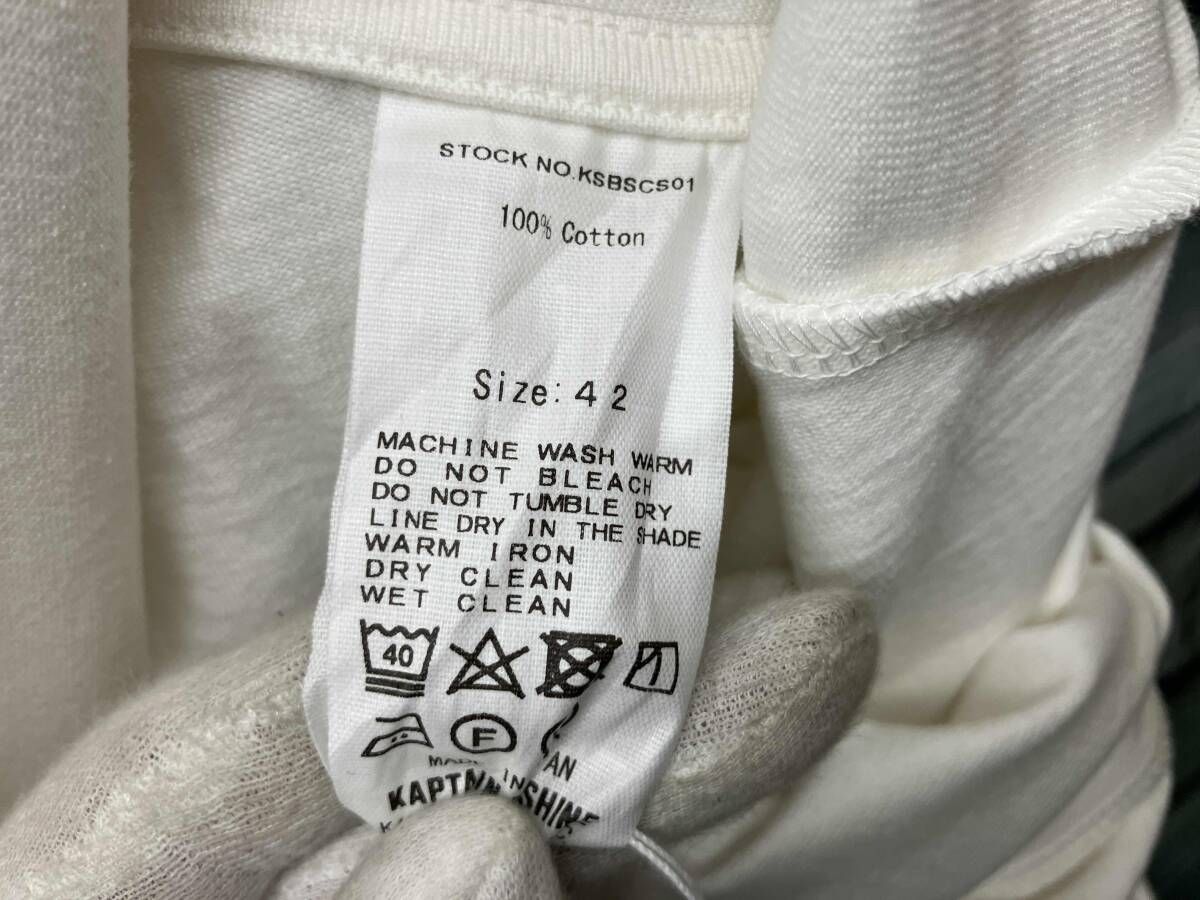 STOCK NO.KSBSCS01
100% Cotton
Size: 42
MACHINE WASH WARM
DO NOT BLEACH
DO NOT TUMBLE DRY
LINE DRY IN THE SHADE
WARM IRON
DRY CLEAN
WET CLEAN
40
F
IN